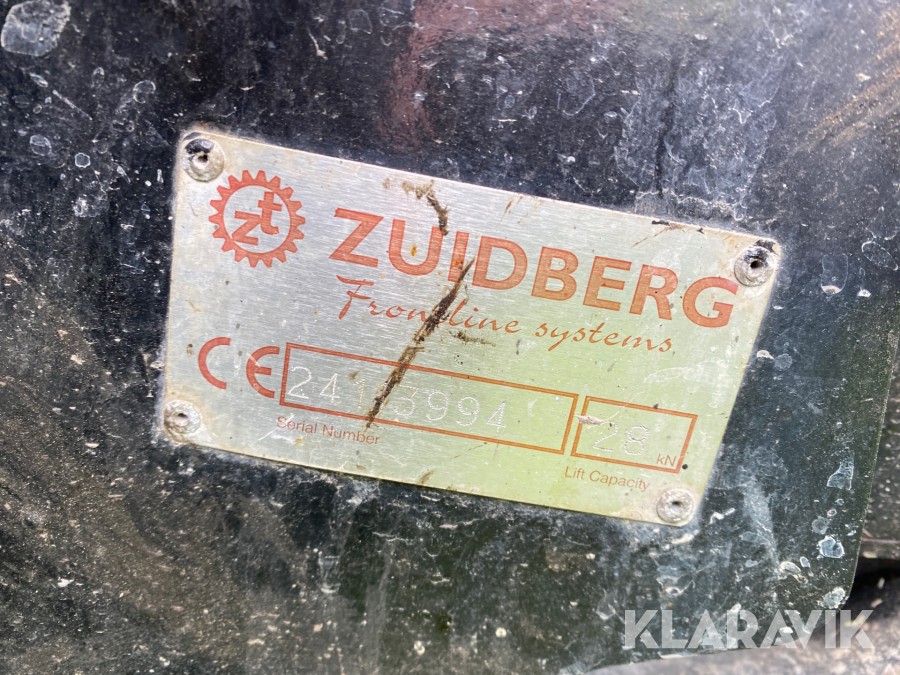 zt ZUIDBERG
Frontline systems
CE
Serial Number
28 kN
Lift Capacity
KLARAVIK